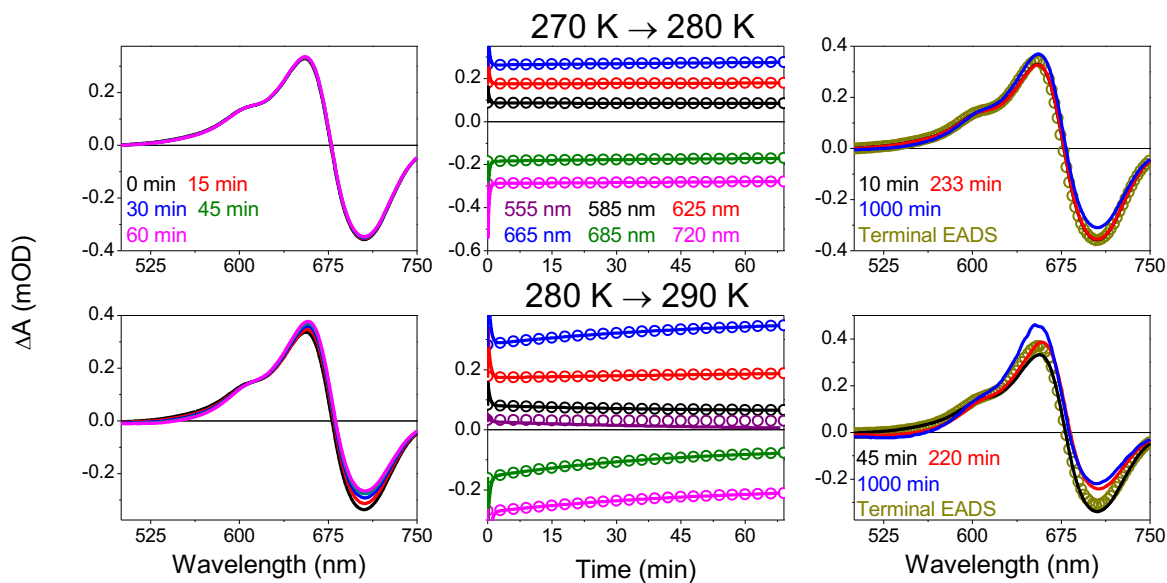 270 K → 280 K
0.4
0.2
0.0
-0.2
-0.4
0 min 15 min
30 min 45 min
60 min
525 600 675 750
0.2
0.0
-0.2
-0.4
-0.6
555 nm 585 nm 625 nm
665 nm 685 nm 720 nm
0 15 30 45 60
0.4
0.2
0.0
-0.2
-0.4
10 min 233 min
1000 min
Terminal EADS
525 600 675 750
ΔA (mOD)
280 K → 290 K
0.4
0.2
0.0
-0.2
525 600 675 750
Wavelength (nm)
0.2
0.0
-0.2
0 15 30 45 60
Time (min)
0.6
0.4
0.2
0.0
-0.2
45 min 220 min
1000 min
Terminal EADS
525 600 675 750
Wavelength (nm)